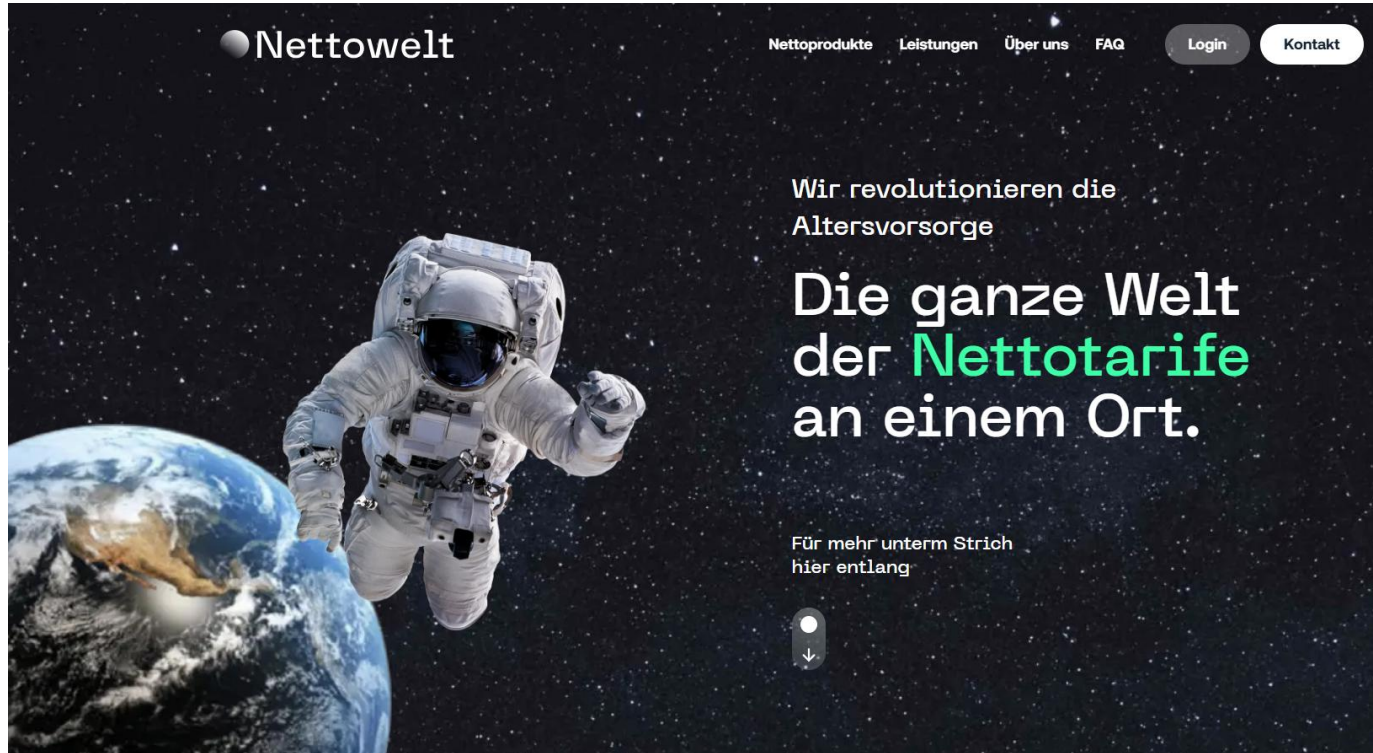 Nettowelt
Nettoprodukte Leistungen Über uns FAQ Login Kontakt
Wir revolutionieren die
Altersvorsorge
Die ganze Welt
der Nettotarife
an einem Ort.
Für mehr unterm Strich
hier entlang